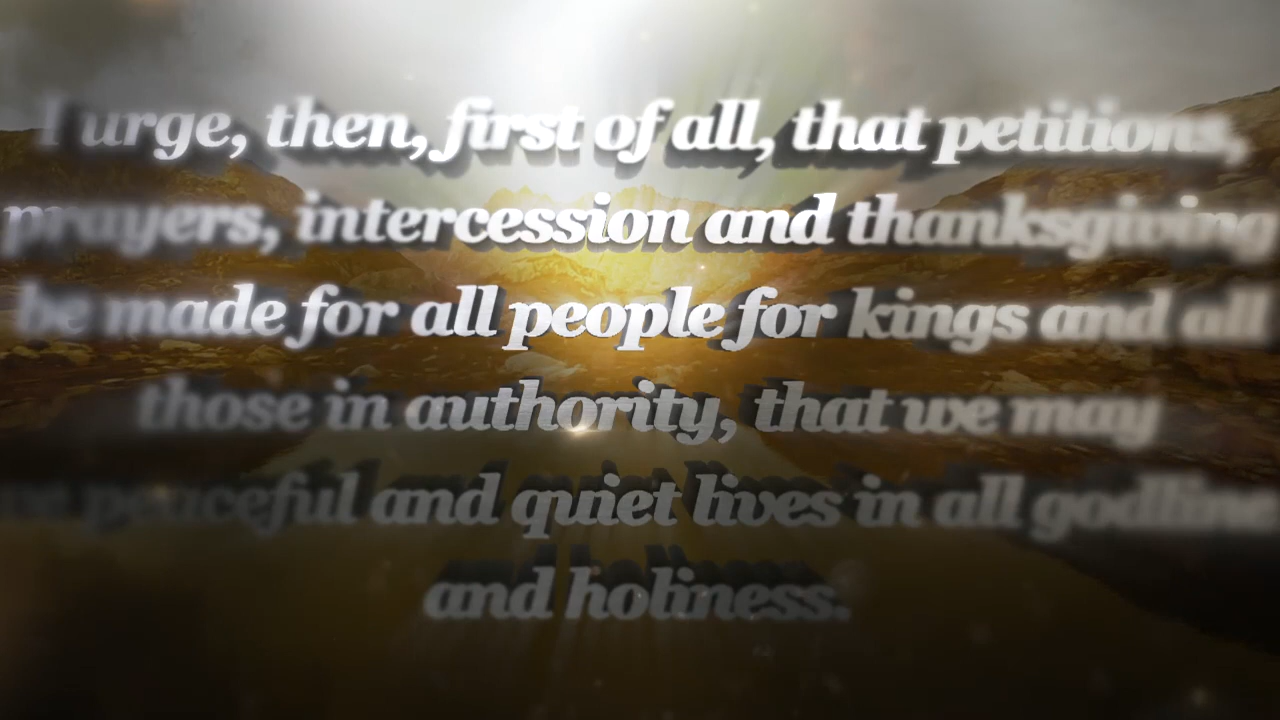 I urge, then, first of all, that petitions,
prayers, intercession and thanksgiving
be made for all people for kings and all
those in authority, that we may
peaceful and quiet lives in all
and holiness.